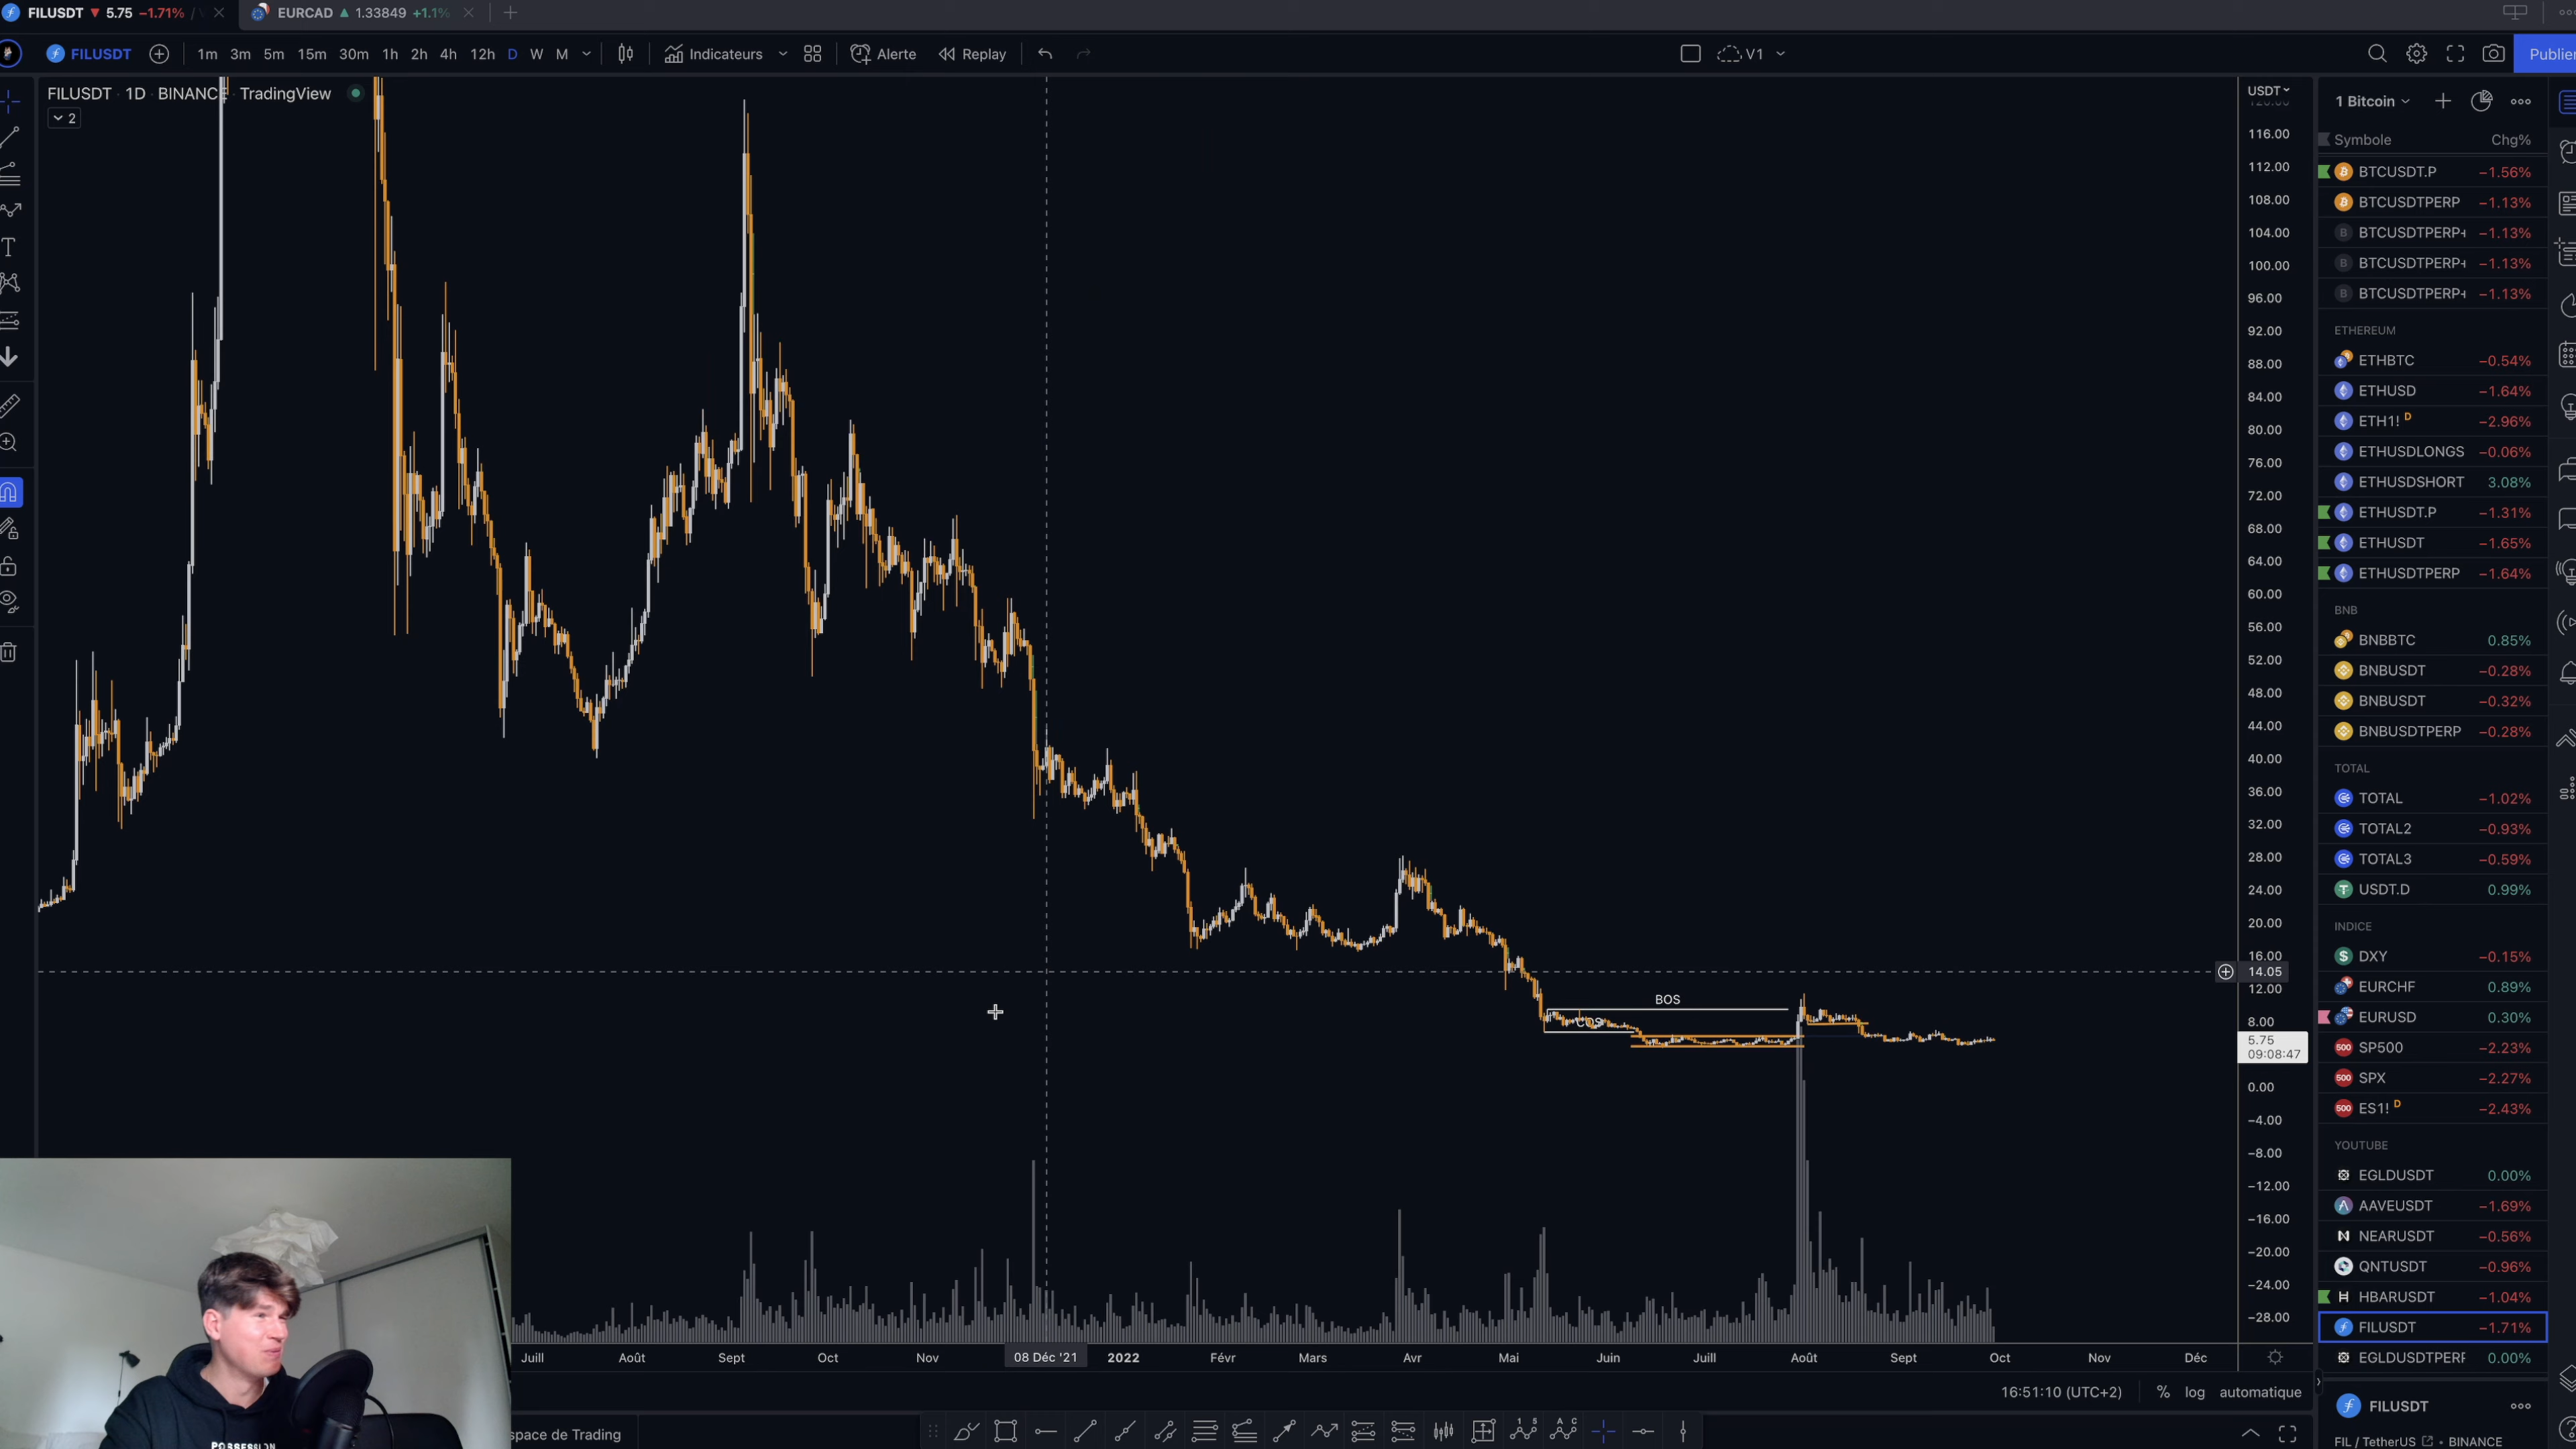 FILUSDT ▼ 5.75 −1.71% /
EURCAD ▲ 1.33849 +1.1%
FILUSDT
1m 3m 5m 15m 30m 1h 2h 4h 12h D W M
Indicateurs
Alerte
Replay
V1
FILUSDT · 1D · BINANCE · TradingView
2
USDT
116.00
112.00
108.00
104.00
100.00
96.00
92.00
88.00
84.00
80.00
76.00
72.00
68.00
64.00
60.00
56.00
52.00
48.00
44.00
40.00
36.00
32.00
28.00
24.00
20.00
16.00
14.05
12.00
8.00
5.75
09:08:47
0.00
−4.00
−8.00
−12.00
−16.00
−20.00
−24.00
−28.00
BOS
COS
Juill Août Sept Oct Nov 08 Déc '21 2022 Févr Mars Avr Mai Juin Juill Août Sept Oct Nov Déc
16:51:10 (UTC+2) % log automatique
space de Trading
1 Bitcoin
Symbole Chg%
BTCUSDT.P −1.56%
BTCUSDTPERP −1.13%
BTCUSDTPERP −1.13%
BTCUSDTPERP −1.13%
BTCUSDTPERP −1.13%
ETHEREUM
ETHBTC −0.54%
ETHUSD −1.64%
ETH1! D −2.96%
ETHUSDLONGS −0.06%
ETHUSDSHORT 3.08%
ETHUSDT.P −1.31%
ETHUSDT −1.65%
ETHUSDTPERP −1.64%
BNB
BNBBTC 0.85%
BNBUSDT −0.28%
BNBUSDT −0.32%
BNBUSDTPERP −0.28%
TOTAL
TOTAL −1.02%
TOTAL2 −0.93%
TOTAL3 −0.59%
USDT.D 0.99%
INDICE
DXY −0.15%
EURCHF 0.89%
EURUSD 0.30%
SP500 −2.23%
SPX −2.27%
ES1! D −2.43%
YOUTUBE
EGLDUSDT 0.00%
AAVEUSDT −1.69%
NEARUSDT −0.56%
QNTUSDT −0.96%
HBARUSDT −1.04%
FILUSDT −1.71%
EGLDUSDTPERP 0.00%
FILUSDT
FIL / TetherUS • BINANCE
Publier